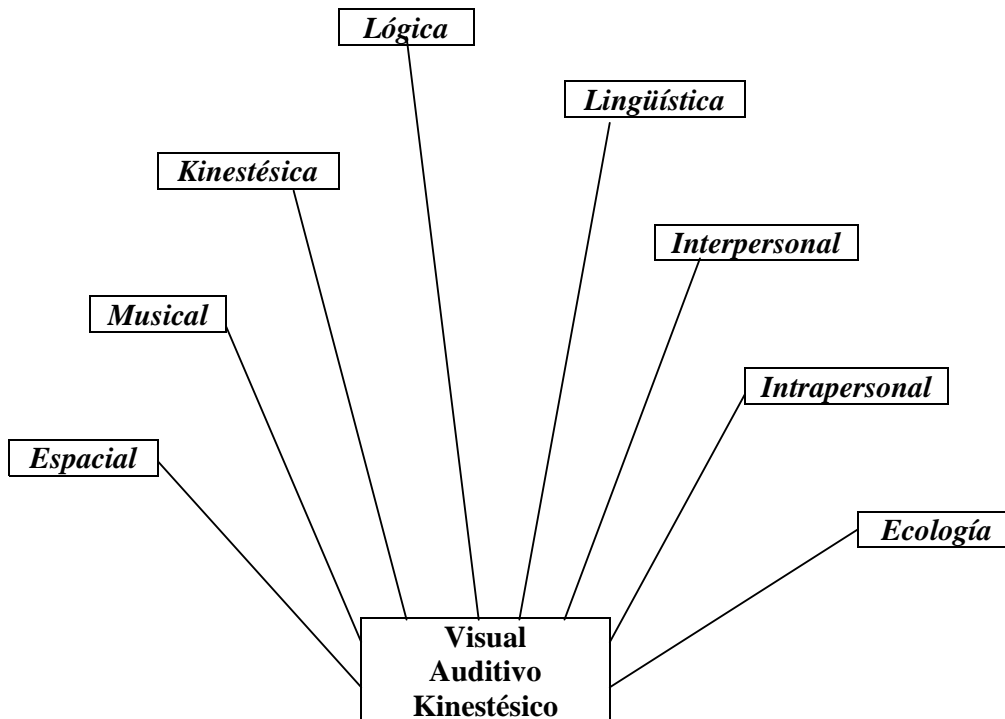 Lógica
Lingüística
Kinestésica
Interpersonal
Musical
Intrapersonal
Espacial
Ecología
Visual
Auditivo
Kinestésico